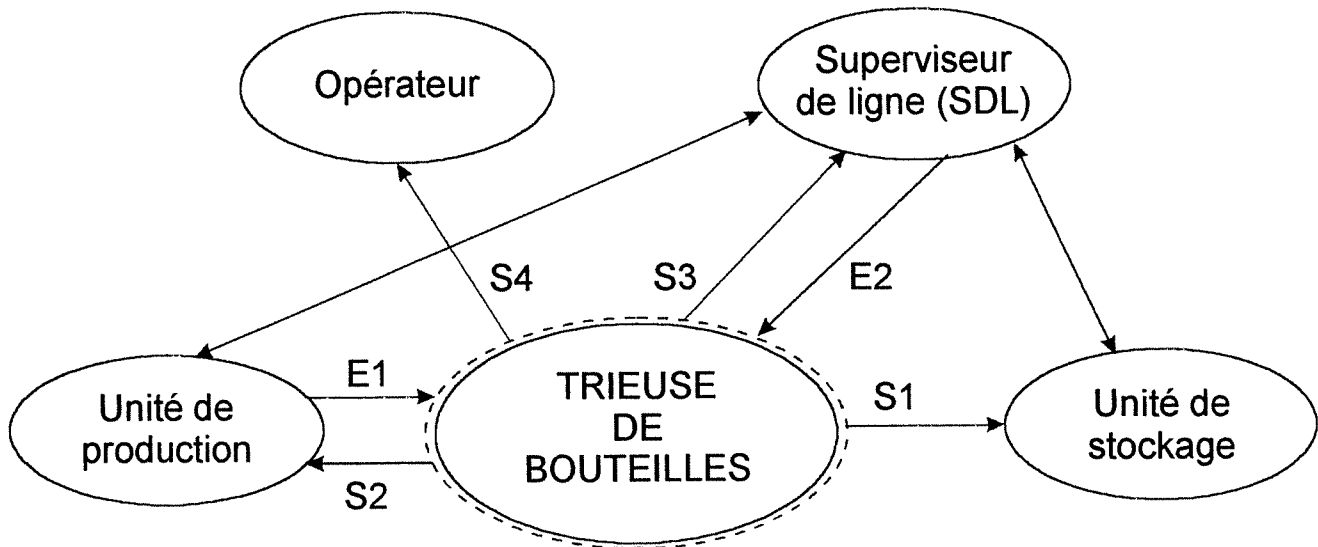 Opérateur
Superviseur
de ligne (SDL)
S4
S3
E2
E1
S1
Unité de
production
TRIEUSE
DE
BOUTEILLES
Unité de
stockage
S2